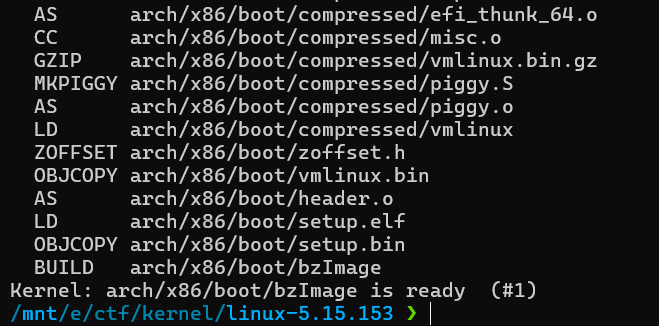 AS      arch/x86/boot/compressed/efi_thunk_64.o
CC      arch/x86/boot/compressed/misc.o
GZIP    arch/x86/boot/compressed/vmlinux.bin.gz
MKPIGGY arch/x86/boot/compressed/piggy.S
AS      arch/x86/boot/compressed/piggy.o
LD      arch/x86/boot/compressed/vmlinux
ZOFFSET arch/x86/boot/zoffset.h
OBJCOPY arch/x86/boot/vmlinux.bin
AS      arch/x86/boot/header.o
LD      arch/x86/boot/setup.elf
OBJCOPY arch/x86/boot/setup.bin
BUILD   arch/x86/boot/bzImage
Kernel: arch/x86/boot/bzImage is ready  (#1)
/mnt/e/ctf/kernel/linux-5.15.153 ❯